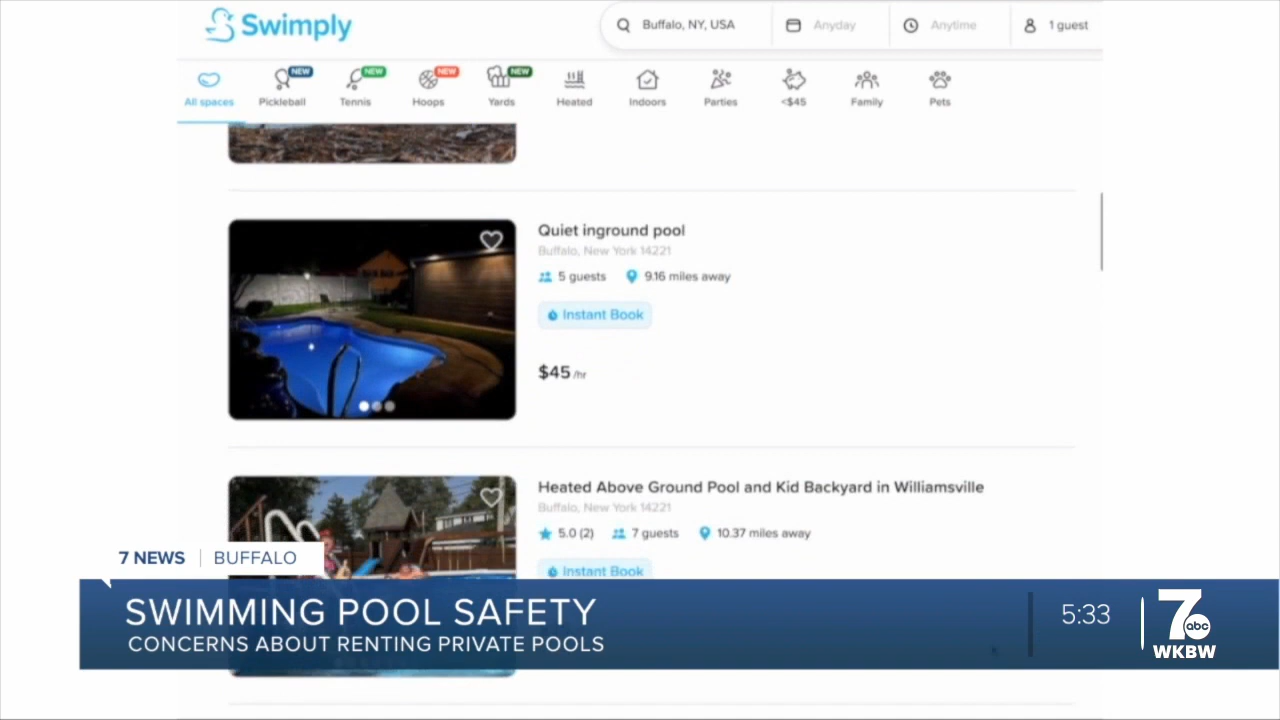 Swimply
Buffalo, NY, USA
Anyday
Anytime
1 guest
NEW
NEW
NEW
NEW
All spaces
Pickleball
Tennis
Hoops
Yards
Heated
Indoors
Parties
<$45
Family
Pets
Quiet inground pool
Buffalo, New York 14221
5 guests
9.16 miles away
Instant Book
$45 /hr
Heated Above Ground Pool and Kid Backyard in Williamsville
Buffalo, New York 14221
5.0 (2)
7 guests
10.37 miles away
Instant Book
7 NEWS | BUFFALO
SWIMMING POOL SAFETY
CONCERNS ABOUT RENTING PRIVATE POOLS
5:33
7
abc
WKBW